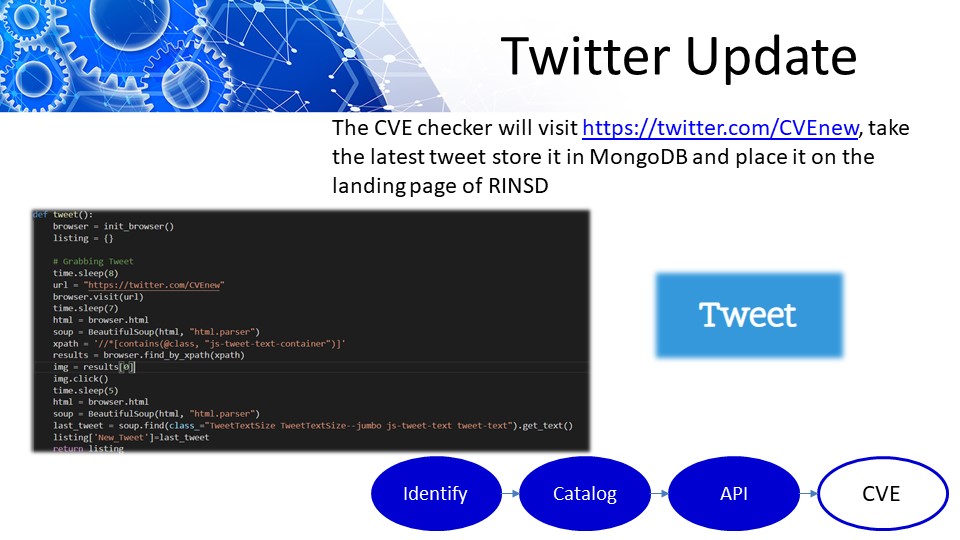 Twitter Update
The CVE checker will visit https://twitter.com/CVEnew, take
the latest tweet store it in MongoDB and place it on the
landing page of RINSD
def tweet():
    browser = init_browser()
    listing = {}
    # Grabbing Tweet
    time.sleep(8)
    url = "https://twitter.com/CVEnew"
    browser.visit(url)
    time.sleep(7)
    html = browser.html
    soup = BeautifulSoup(html, "html.parser")
    xpath = '//*[contains(@class, "js-tweet-text-container")]'
    results = browser.find_by_xpath(xpath)
    img = results[0]
    img.click()
    time.sleep(5)
    html = browser.html
    soup = BeautifulSoup(html, "html.parser")
    last_tweet = soup.find(class_="TweetTextSize TweetTextSize--jumbo js-tweet-text tweet-text").get_text()
    listing['New_Tweet']=last_tweet
    return listing
Tweet
Identify
Catalog
API
CVE